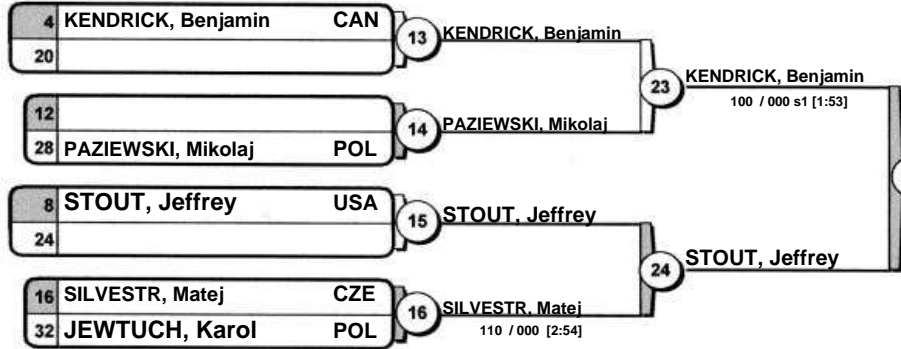 4 KENDRICK, Benjamin CAN
20
13 KENDRICK, Benjamin
12
28 PAZIEWSKI, Mikolaj POL
14 PAZIEWSKI, Mikolaj
23 KENDRICK, Benjamin
100 / 000 s1 [1:53]
8 STOUT, Jeffrey USA
24
15 STOUT, Jeffrey
16 SILVESTR, Matej CZE
32 JEWTUCH, Karol POL
16 SILVESTR, Matej
110 / 000 [2:54]
24 STOUT, Jeffrey